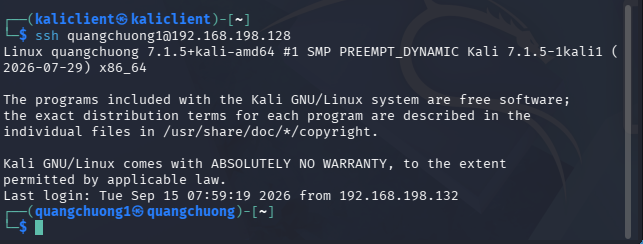 ┌──(kaliclient㉿kaliclient)-[~]
└─$ ssh quangchuong1@192.168.198.128
Linux quangchuong 7.1.5+kali-amd64 #1 SMP PREEMPT_DYNAMIC Kali 7.1.5-1kali1 (
2026-07-29) x86_64

The programs included with the Kali GNU/Linux system are free software;
the exact distribution terms for each program are described in the
individual files in /usr/share/doc/*/copyright.

Kali GNU/Linux comes with ABSOLUTELY NO WARRANTY, to the extent
permitted by applicable law.
Last login: Tue Sep 15 07:59:19 2026 from 192.168.198.132
┌──(quangchuong1㉿quangchuong)-[~]
└─$